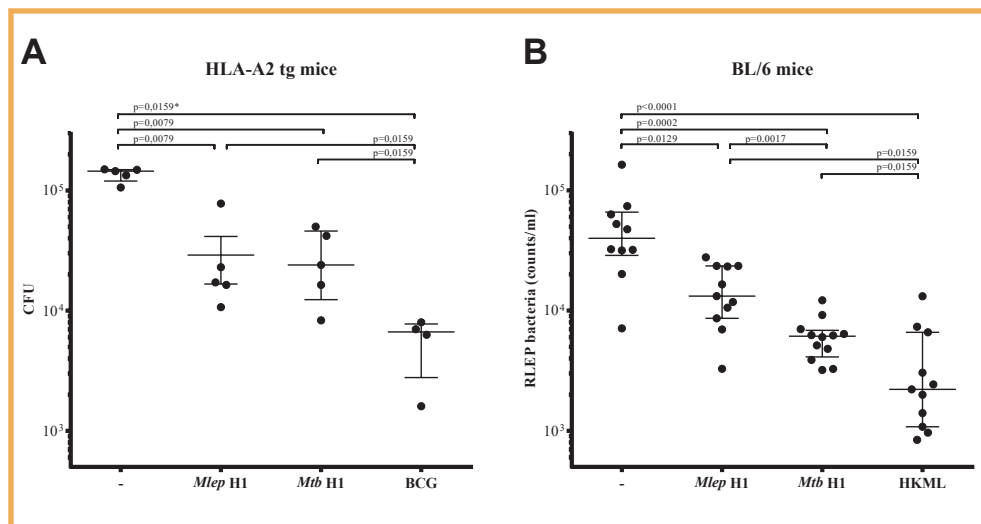 A
HLA-A2 tg mice
p=0,0159*
p=0,0079
p=0,0079
p=0,0159
p=0,0159
10⁵
10⁴
10³
CFU
-
Mlep H1
Mtb H1
BCG
B
BL/6 mice
p<0.0001
p=0.0002
p=0.0129
p=0.0017
p=0,0159
p=0,0159
10⁵
10⁴
10³
RLEP bacteria (counts/ml)
-
Mlep H1
Mtb H1
HKML